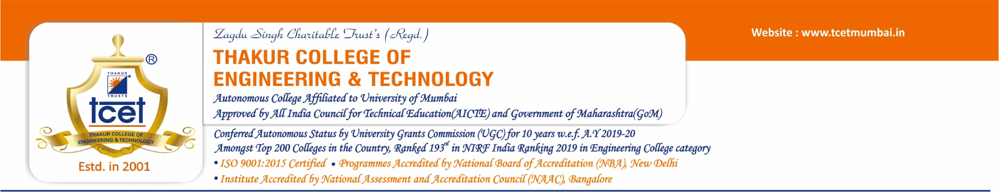 Website : www.tcetmumbai.in
Zagdu Singh Charitable Trust's (Regd.)
THAKUR COLLEGE OF
ENGINEERING & TECHNOLOGY
Autonomous College Affiliated to University of Mumbai
Approved by All India Council for Technical Education(AICTE) and Government of Maharashtra(GoM)
Conferred Autonomous Status by University Grants Commission (UGC) for 10 years w.e.f. A.Y 2019-20
Amongst Top 200 Colleges in the Country, Ranked 193rd in NIRF India Ranking 2019 in Engineering College category
• ISO 9001:2015 Certified • Programmes Accredited by National Board of Accreditation (NBA), New Delhi
• Institute Accredited by National Assessment and Accreditation Council (NAAC), Bangalore
®
THAKUR
®
TRUSTS
tcet
THAKUR COLLEGE OF
ENGINEERING & TECHNOLOGY
Estd. in 2001